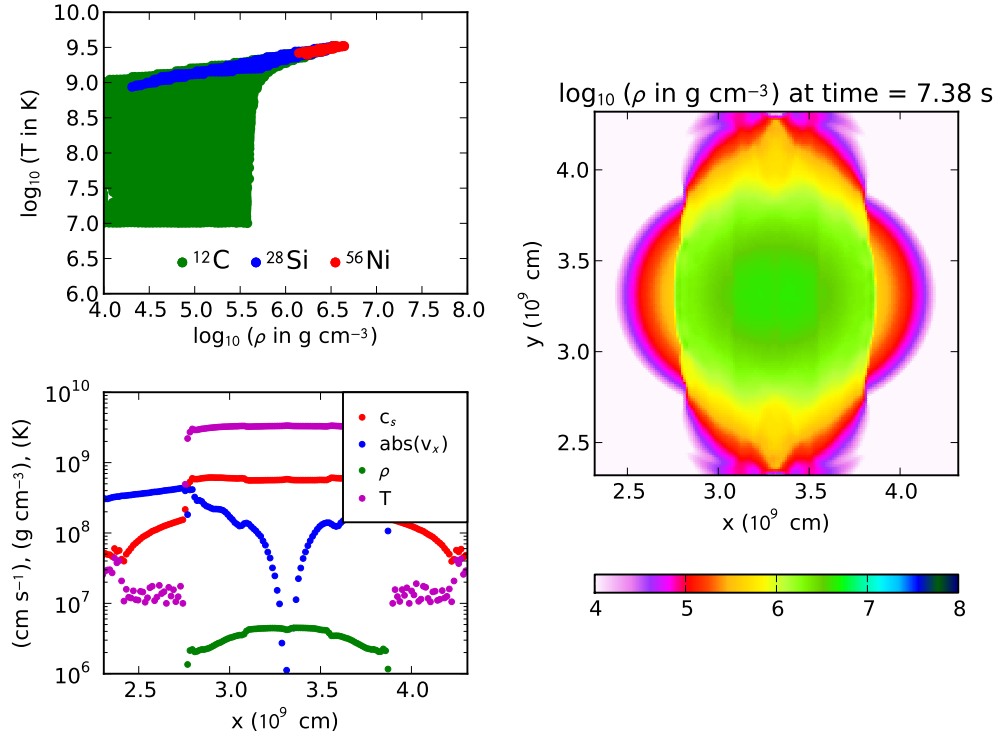 10.0
9.5
9.0
8.5
8.0
7.5
7.0
6.5
6.0
log₁₀ (T in K)
¹²C ²⁸Si ⁵⁶Ni
4.0 4.5 5.0 5.5 6.0 6.5 7.0 7.5 8.0
log₁₀ (ρ in g cm⁻³)
log₁₀ (ρ in g cm⁻³) at time = 7.38 s
4.0
3.5
3.0
2.5
y (10⁹ cm)
2.5 3.0 3.5 4.0
x (10⁹ cm)
4 5 6 7 8
10¹⁰
10⁹
10⁸
10⁷
10⁶
(cm s⁻¹), (g cm⁻³), (K)
cₛ
abs(vₓ)
ρ
T
2.5 3.0 3.5 4.0
x (10⁹ cm)